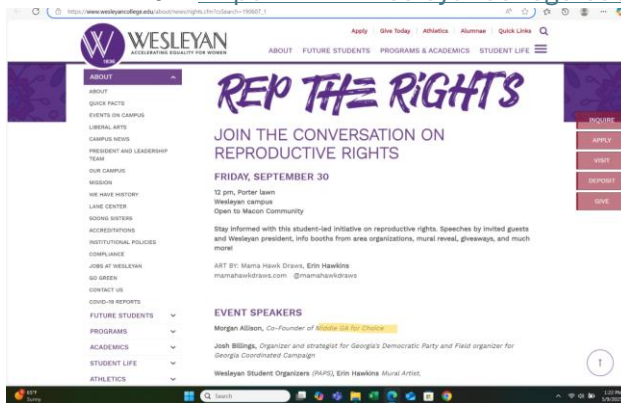 https://www.wesleyancollege.edu/about/news/rights.cfm?csSearch=190607_1
Apply Give Today Athletics Alumnae Quick Links
WESLEYAN
ACCELERATING EQUALITY FOR WOMEN
1836
ABOUT FUTURE STUDENTS PROGRAMS & ACADEMICS STUDENT LIFE
ABOUT
ABOUT
QUICK FACTS
EVENTS ON CAMPUS
LIBERAL ARTS
CAMPUS NEWS
PRESIDENT AND LEADERSHIP
TEAM
OUR CAMPUS
MISSION
WE HAVE HISTORY
LANE CENTER
SOONG SISTERS
ACCREDITATIONS
INSTITUTIONAL POLICIES
COMPLIANCE
JOBS AT WESLEYAN
GO GREEN
CONTACT US
COVID-19 REPORTS
FUTURE STUDENTS
PROGRAMS
ACADEMICS
STUDENT LIFE
ATHLETICS
REP THE RIGHTS
JOIN THE CONVERSATION ON
REPRODUCTIVE RIGHTS
FRIDAY, SEPTEMBER 30
12 pm, Porter lawn
Wesleyan campus
Open to Macon Community
Stay informed with this student-led initiative on reproductive rights. Speeches by invited guests
and Wesleyan president, info booths from area organizations, mural reveal, giveaways, and much
more!
ART BY: Mama Hawk Draws, Erin Hawkins
mamahawkdraws.com @mamahawkdraws
EVENT SPEAKERS
Morgan Allison, Co-Founder of Middle GA for Choice
Josh Billings, Organizer and strategist for Georgia's Democratic Party and Field organizer for
Georgia Coordinated Campaign
Wesleyan Student Organizers (PAPS), Erin Hawkins Mural Artist,
INQUIRE
APPLY
VISIT
DEPOSIT
GIVE
Sunny
Search
1:22 PM